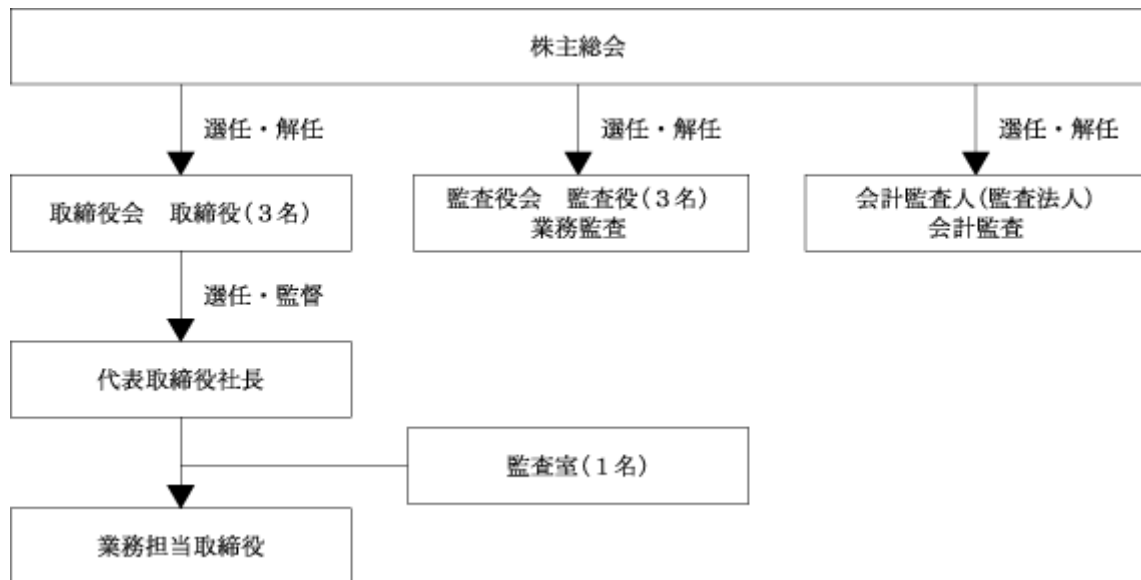 株主総会
選任・解任
選任・解任
選任・解任
取締役会　取締役(３名)
監査役会　監査役(３名)
業務監査
会計監査人(監査法人)
会計監査
選任・監督
代表取締役社長
監査室(１名)
業務担当取締役